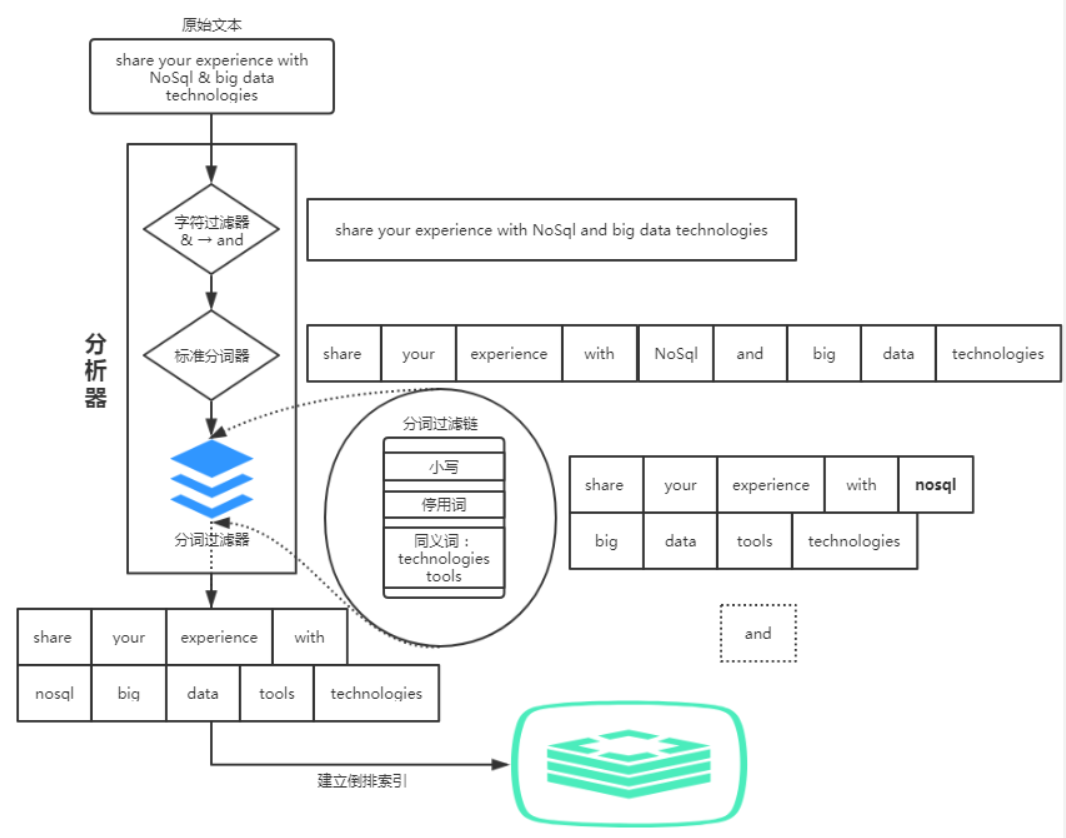 原始文本
share your experience with
NoSql & big data
technologies
字符过滤器
& → and
share your experience with NoSql and big data technologies
分析器
标准分词器
share your experience with NoSql and big data technologies
分词过滤链
小写
停用词
同义词：
technologies
tools
share your experience with nosql
big data tools technologies
分词过滤器
and
share your experience with
nosql big data tools technologies
建立倒排索引